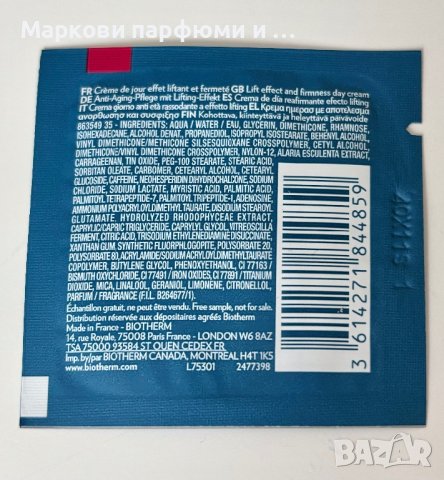 Маркови парфюми и ...
FR Crème de jour effet liftant et fermeté GB Lift effect and firmness day cream
DE Anti-Aging-Pflege mit Lifting-Effekt ES Crema de día reafirmante efecto lifting
IT Crema giorno anti età rassodante a effetto lifting EL Κρεμα ημερας με αποτελεσμα
ανορθωσης και συσφιξης FIN Kohottava, kiinteyttävä ja heleyttävä päivävoide
863549 35 - INGREDIENTS: AQUA / WATER / EAU, GLYCERIN, DIMETHICONE, RHAMNOSE,
ISOHEXADECANE, ALCOHOL DENAT., PROPANEDIOL, ISOPROPYL ISOSTEARATE, BEHENYL ALCOHOL,
VINYL DIMETHICONE/METHICONE SILSESQUIOXANE CROSSPOLYMER, CETYL ALCOHOL,
DIMETHICONE/VINYL DIMETHICONE CROSSPOLYMER, NYLON-12, ALARIA ESCULENTA EXTRACT,
CARRAGEENAN, TIN OXIDE, PEG-100 STEARATE, STEARIC ACID,
SORBITAN OLEATE, CARBOMER, CETEARYL ALCOHOL, CETEARYL
GLUCOSIDE, CAFFEINE, NEOHESPERIDIN DIHYDROCHALCONE, SODIUM
CHLORIDE, SODIUM LACTATE, MYRISTIC ACID, PALMITIC ACID,
PALMITOYL TETRAPEPTIDE-7, PALMITOYL TRIPEPTIDE-1, ADENOSINE,
AMMONIUM POLYACRYLOYLDIMETHYL TAURATE, DISODIUM STEAROYL
GLUTAMATE, HYDROLYZED RHODOPHYCEAE EXTRACT,
CAPRYLIC/CAPRIC TRIGLYCERIDE, CAPRYLYL GLYCOL, VITREOSCILLA
FERMENT, CITRIC ACID, TRISODIUM ETHYLENEDIAMINE DISUCCINATE,
XANTHAN GUM, SYNTHETIC FLUORPHLOGOPITE, POLYSORBATE 20,
POLYSORBATE 80, ACRYLAMIDE/SODIUM ACRYLOYLDIMETHYLTAURATE
COPOLYMER, BUTYLENE GLYCOL, PHENOXYETHANOL, CI 77163 /
BISMUTH OXYCHLORIDE, CI 77491 / IRON OXIDES, CI 77891 / TITANIUM
DIOXIDE, MICA, LINALOOL, GERANIOL, LIMONENE, CITRONELLOL,
PARFUM / FRAGRANCE (F.I.L. B264677/1).
Échantillon gratuit, ne peut être vendu. Free sample, not for sale.
Distribution réservée aux dépositaires agréés Biotherm
Made in France - BIOTHERM
14, rue Royale, 75008 Paris France - LONDON W6 8AZ
TSA 75000 93584 ST OUEN CEDEX FR
Imp. by/par BIOTHERM CANADA, MONTREAL H4T 1K5
www.biotherm.com L75301 2477398
3 614271 844859
BAZAR